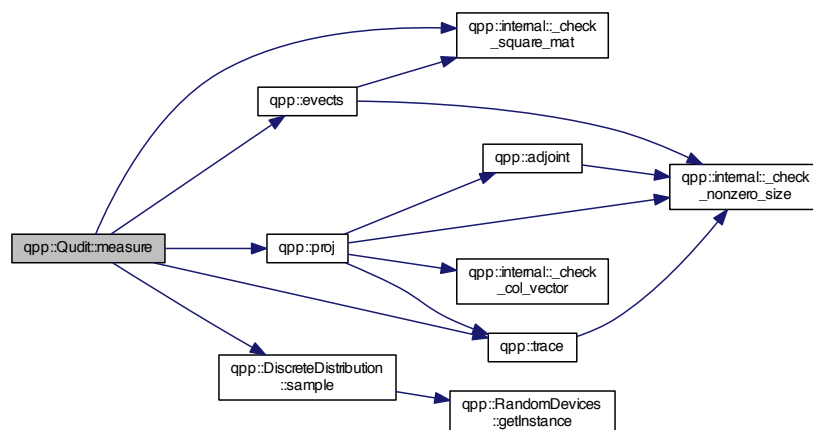 qpp::internal::_check
_square_mat
qpp::evects
qpp::adjoint
qpp::internal::_check
_nonzero_size
qpp::Qudit::measure
qpp::proj
qpp::internal::_check
_col_vector
qpp::trace
qpp::DiscreteDistribution
::sample
qpp::RandomDevices
::getInstance